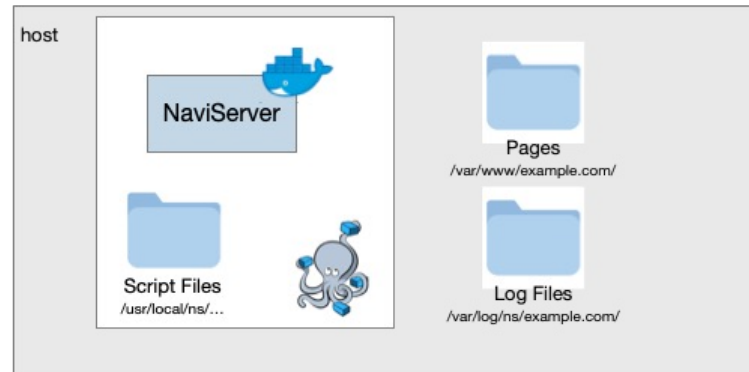 host
NaviServer
Script Files
/usr/local/ns/...
Pages
/var/www/example.com/
Log Files
/var/log/ns/example.com/